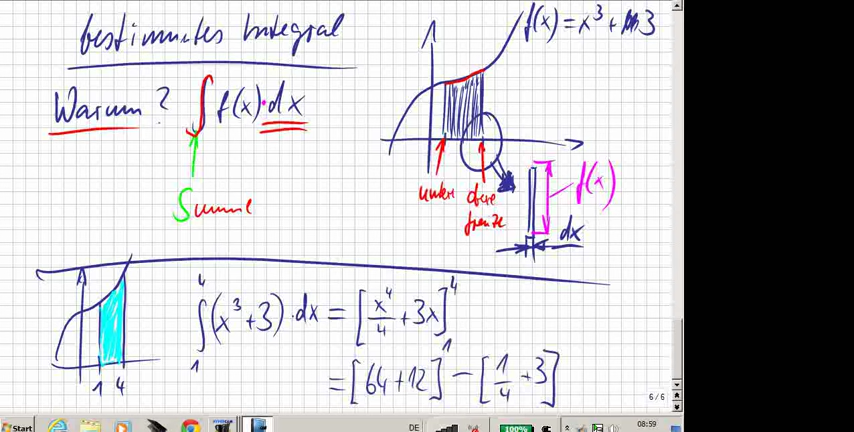 bestimmtes Integral
f(x) = x³ + 3
Warum? ∫ f(x) · dx
Summe
untere obere
Grenze
f(x)
dx
1 4
∫₁⁴ (x³ + 3) · dx = [x⁴/4 + 3x]₁⁴
= [64 + 12] − [1/4 + 3]
6 / 6
Start
DE
100%
08:59